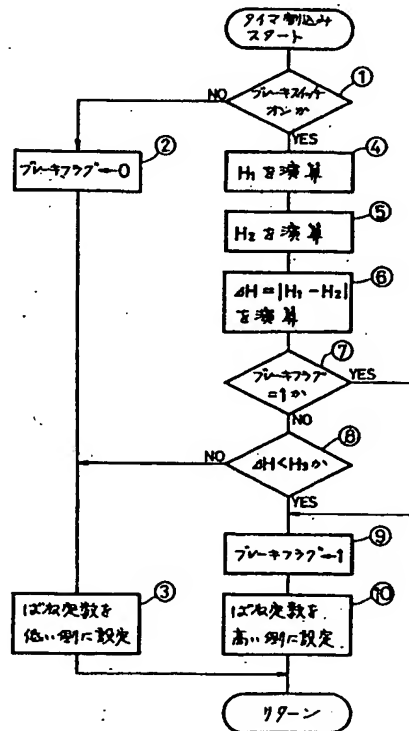 タイマ割込み
スタート
①
ブレーキスイッチ
オンか
NO
YES
②
ブレーキフラグ←0
④
H₁を演算
⑤
H₂を演算
⑥
ΔH=|H₁-H₂|
を演算
⑦
ブレーキフラグ
=1か
YES
NO
⑧
ΔH<H₃か
NO
YES
⑨
ブレーキフラグ←1
③
ばね定数を
低い側に設定
⑩
ばね定数を
高い側に設定
リターン